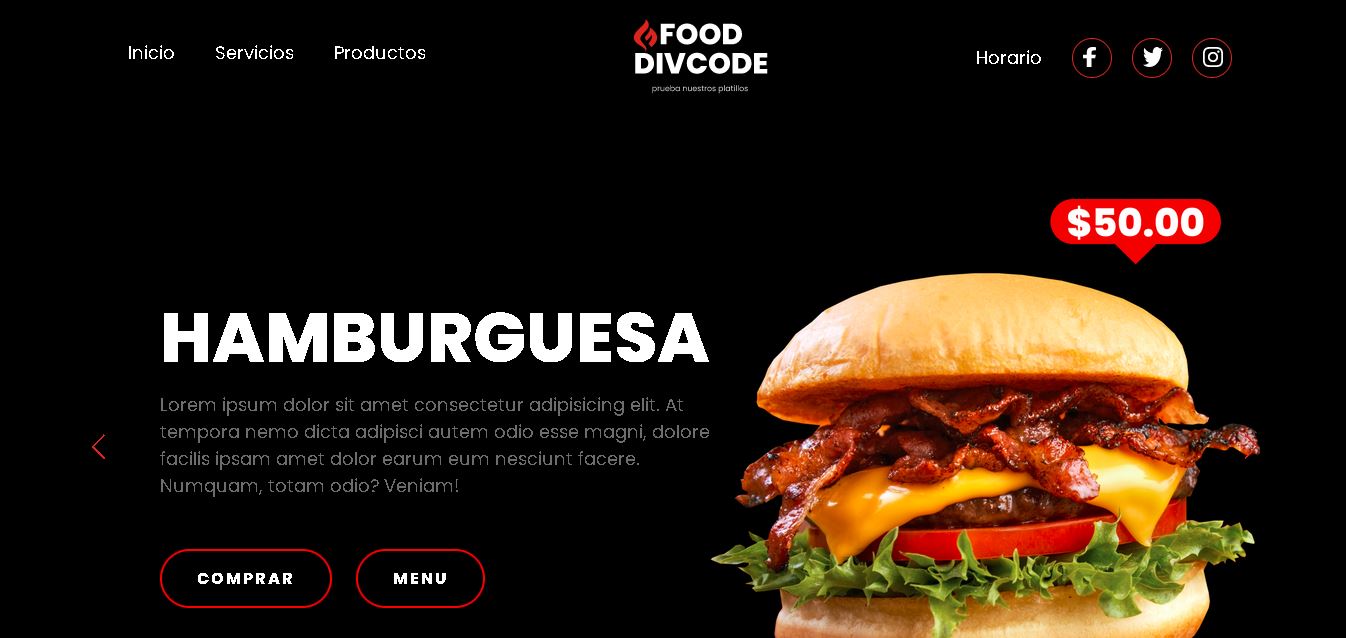 Inicio
Servicios
Productos
FOOD
DIVCODE
prueba nuestros platillos
Horario
$50.00
HAMBURGUESA
Lorem ipsum dolor sit amet consectetur adipisicing elit. At
tempora nemo dicta adipisci autem odio esse magni, dolore
facilis ipsam amet dolor earum eum nesciunt facere.
Numquam, totam odio? Veniam!
COMPRAR
MENU